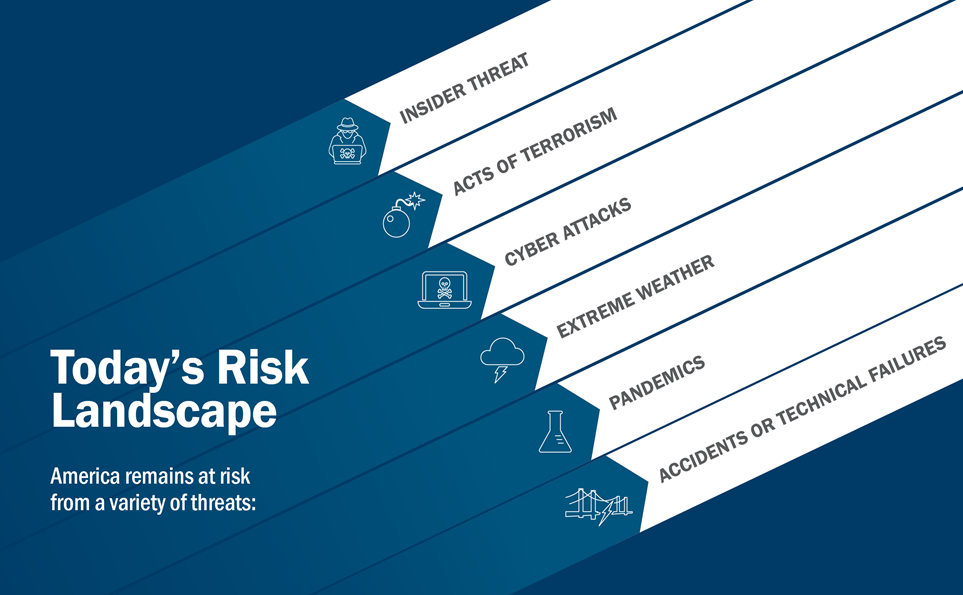 INSIDER THREAT
ACTS OF TERRORISM
CYBER ATTACKS
EXTREME WEATHER
PANDEMICS
ACCIDENTS OR TECHNICAL FAILURES
Today’s Risk
Landscape
America remains at risk
from a variety of threats: